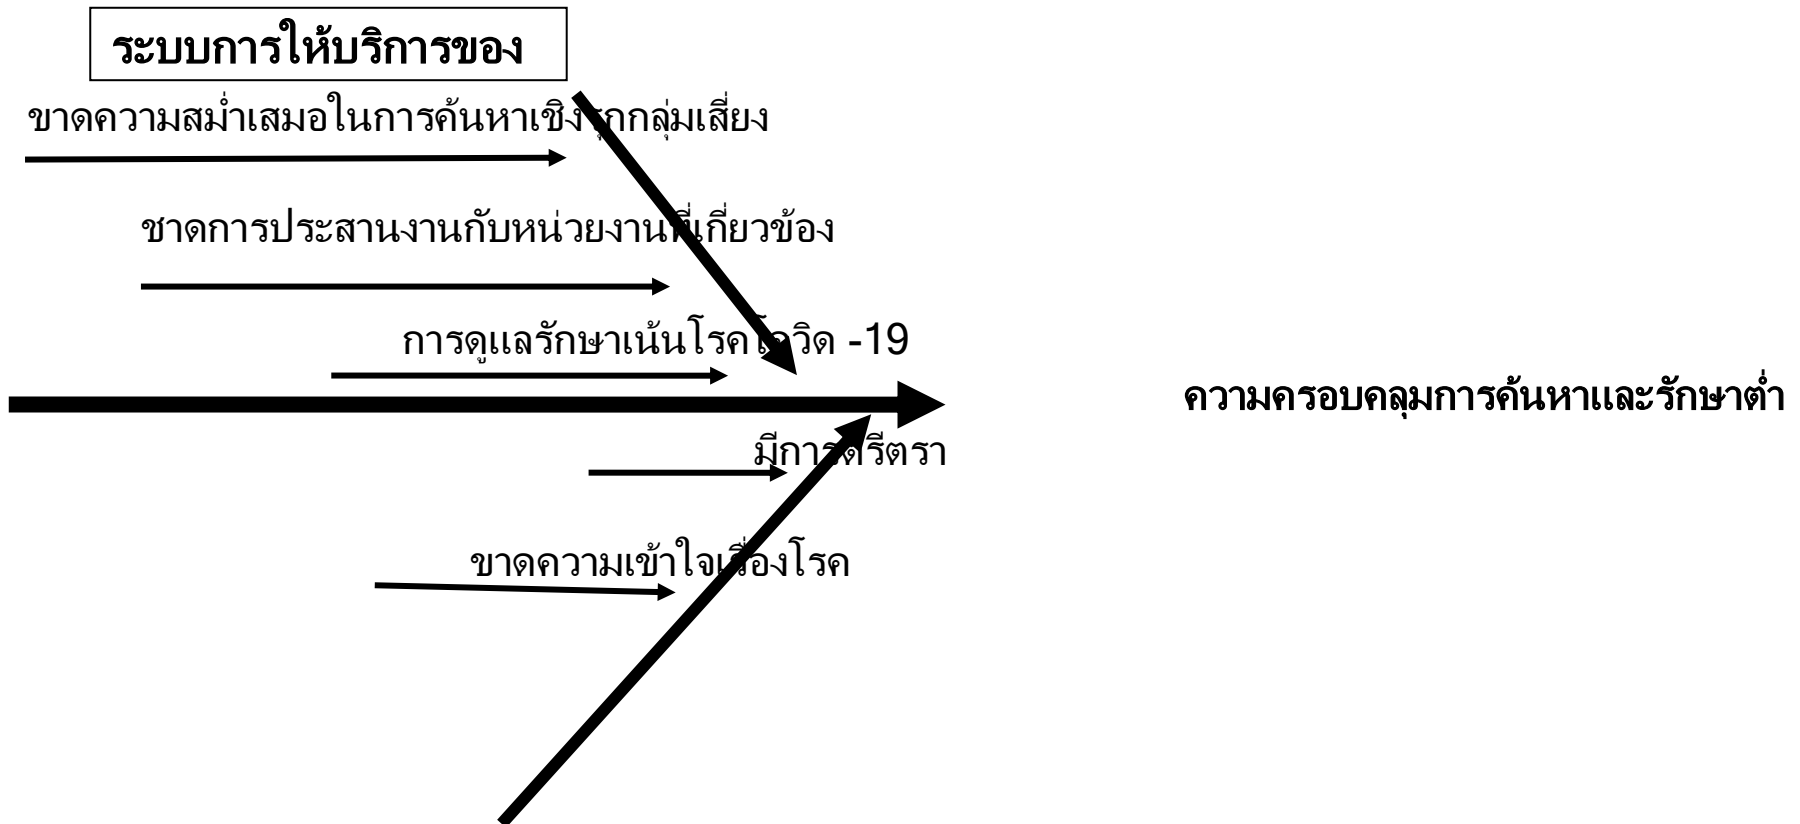 ระบบการให้บริการของ
ขาดความสม่ำเสมอในการค้นหาเชิงรุกกลุ่มเสี่ยง
ชาดการประสานงานกับหน่วยงานที่เกี่ยวข้อง
การดูแลรักษาเน้นโรคโควิด -19
ความครอบคลุมการค้นหาและรักษาต่ำ
มีการตรีตรา
ขาดความเข้าใจเรื่องโรค